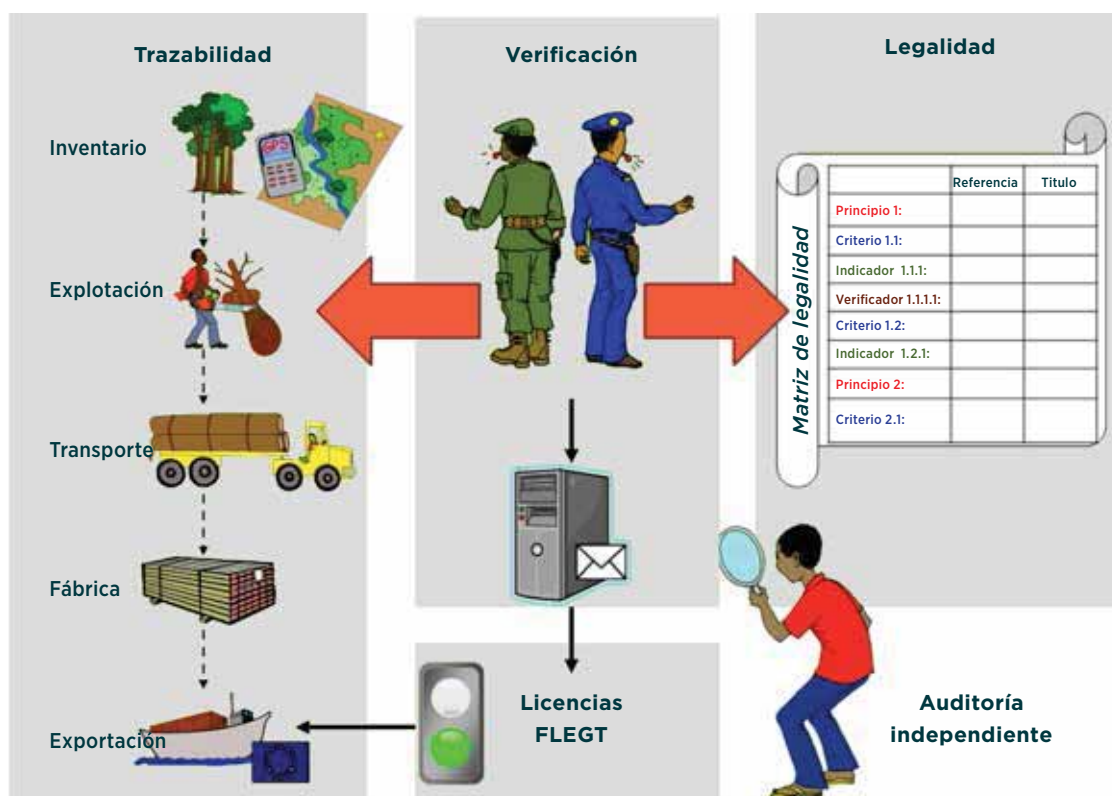 Trazabilidad
Inventario
GPS
Explotación
Transporte
Fábrica
Exportación
Verificación
Licencias
FLEGT
Legalidad
Matriz de legalidad
Referencia Titulo
Principio 1:
Criterio 1.1:
Indicador 1.1.1:
Verificador 1.1.1.1:
Criterio 1.2:
Indicador 1.2.1:
Principio 2:
Criterio 2.1:
Auditoría
independiente